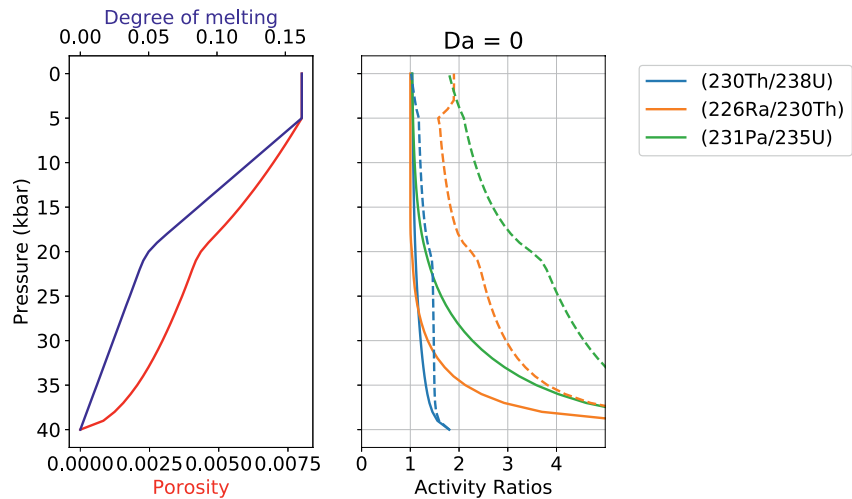 Degree of melting
0.00 0.05 0.10 0.15
Da = 0
0
5
10
15
20
25
30
35
40
Pressure (kbar)
0.0000 0.0025 0.0050 0.0075
Porosity
0 1 2 3 4
Activity Ratios
(230Th/238U)
(226Ra/230Th)
(231Pa/235U)